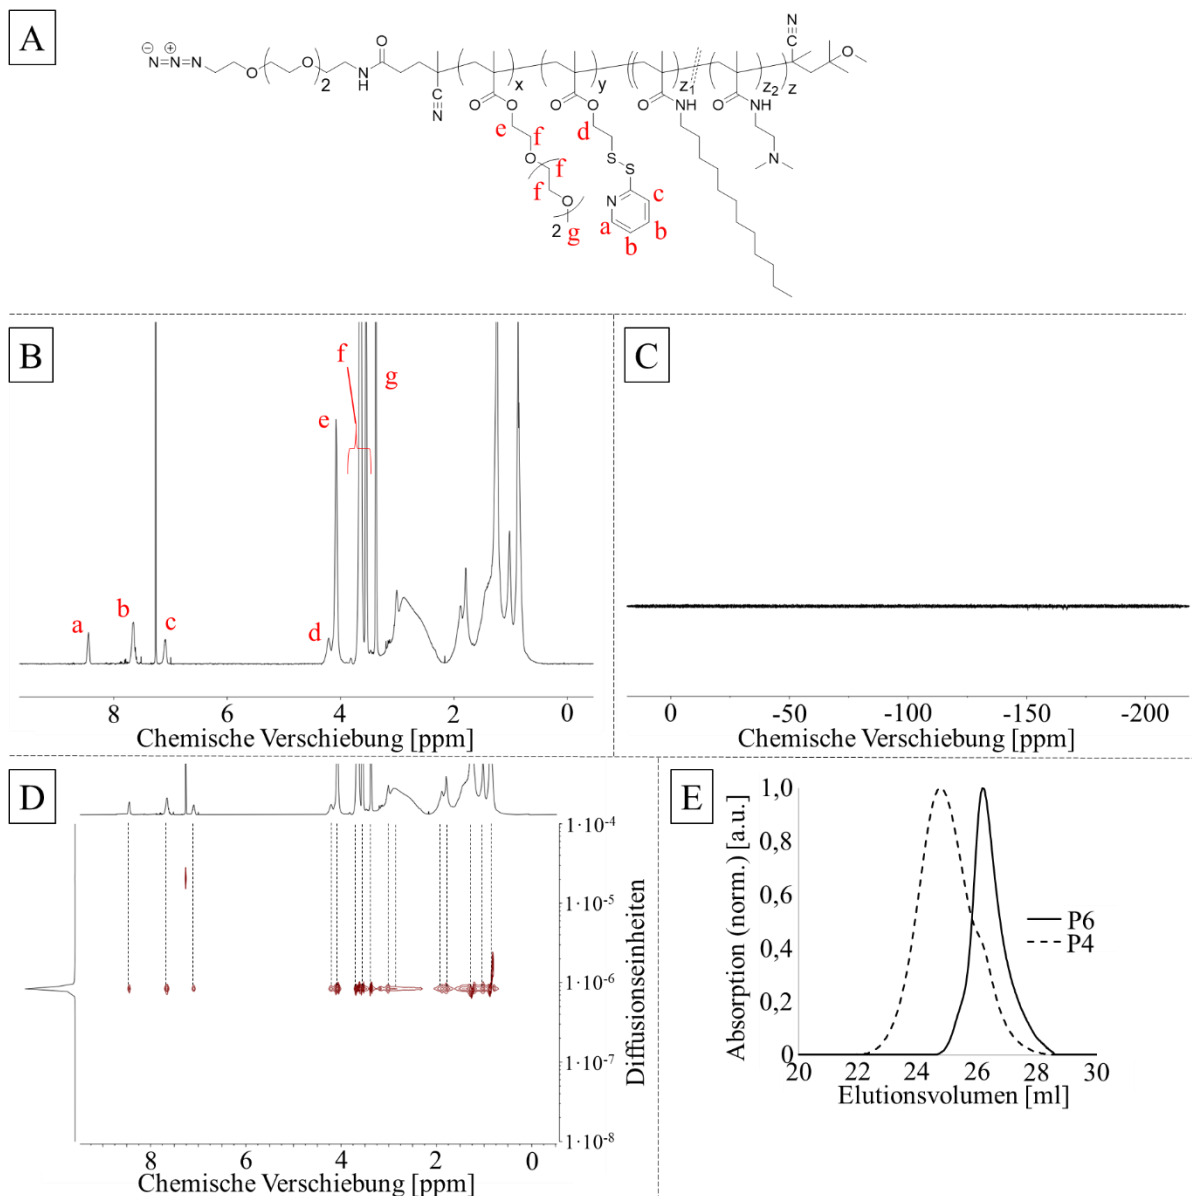 A
N=N=N
⊖ ⊕
O
O
2
N
H
O
N
x
y
z1
z2
z
N
O
O
O
e
f
O
f
f
O
2
g
O
O
d
S
S
N
c
a
b
b
O
NH
O
NH
N
B
a
b
c
d
e
f
g
8
6
4
2
0
Chemische Verschiebung [ppm]
C
0
-50
-100
-150
-200
Chemische Verschiebung [ppm]
D
1·10-4
1·10-5
1·10-6
1·10-7
1·10-8
Diffusionseinheiten
8
6
4
2
0
Chemische Verschiebung [ppm]
E
1,0
0,8
0,6
0,4
0,2
0
Absorption (norm.) [a.u.]
P6
P4
20
22
24
26
28
30
Elutionsvolumen [ml]